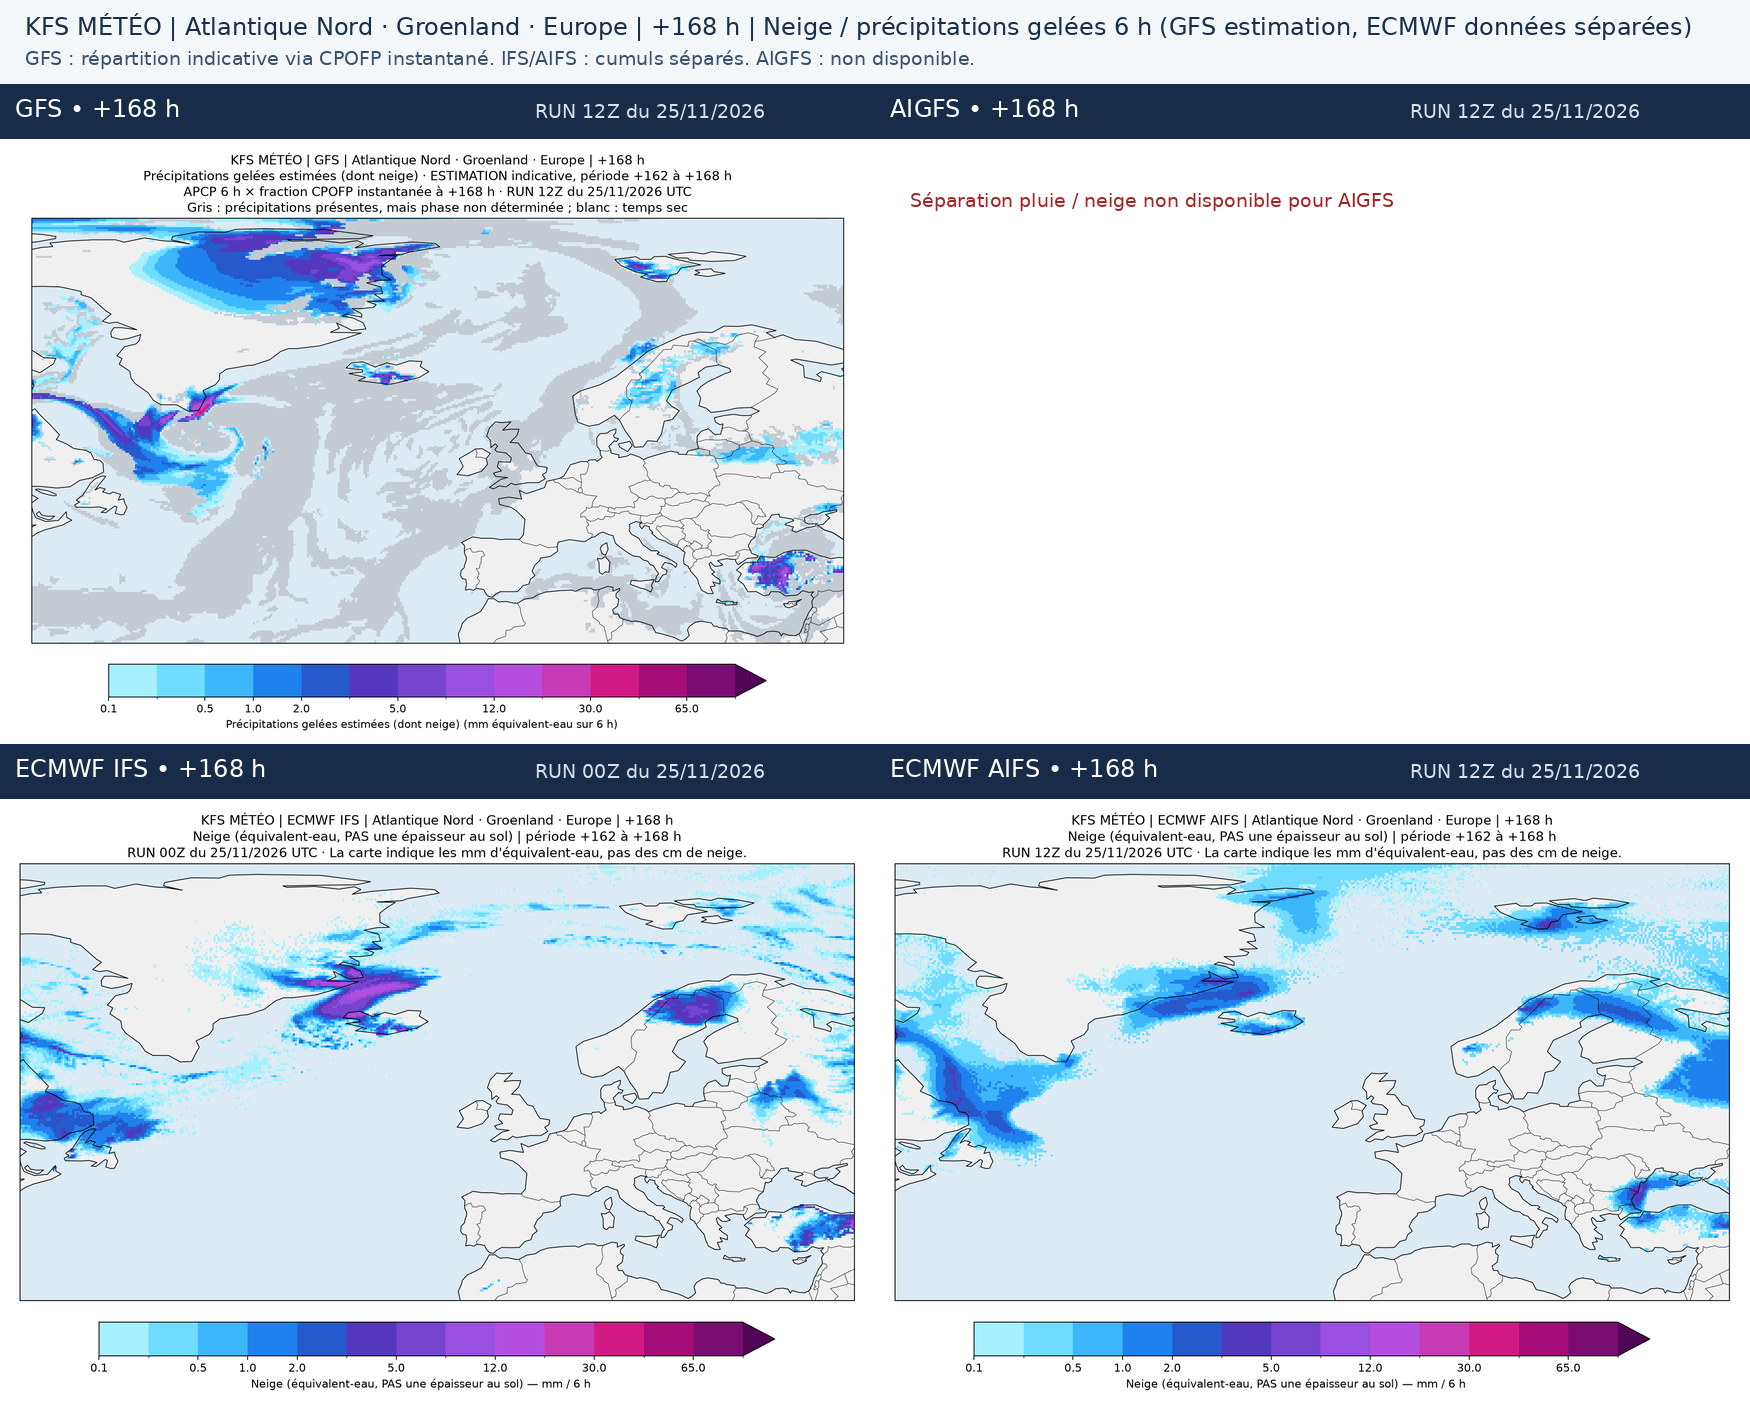 KFS MÉTÉO | Atlantique Nord · Groenland · Europe | +168 h | Neige / précipitations gelées 6 h (GFS estimation, ECMWF données séparées)
GFS : répartition indicative via CPOFP instantané. IFS/AIFS : cumuls séparés. AIGFS : non disponible.
GFS • +168 h
RUN 12Z du 25/11/2026
AIGFS • +168 h
RUN 12Z du 25/11/2026
KFS MÉTÉO | GFS | Atlantique Nord · Groenland · Europe | +168 h
Précipitations gelées estimées (dont neige) · ESTIMATION indicative, période +162 à +168 h
APCP 6 h × fraction CPOFP instantanée à +168 h · RUN 12Z du 25/11/2026 UTC
Gris : précipitations présentes, mais phase non déterminée ; blanc : temps sec
Séparation pluie / neige non disponible pour AIGFS
0.1 0.5 1.0 2.0 5.0 12.0 30.0 65.0
Précipitations gelées estimées (dont neige) (mm équivalent-eau sur 6 h)
ECMWF IFS • +168 h
RUN 00Z du 25/11/2026
ECMWF AIFS • +168 h
RUN 12Z du 25/11/2026
KFS MÉTÉO | ECMWF IFS | Atlantique Nord · Groenland · Europe | +168 h
Neige (équivalent-eau, PAS une épaisseur au sol) | période +162 à +168 h
RUN 00Z du 25/11/2026 UTC · La carte indique les mm d'équivalent-eau, pas des cm de neige.
KFS MÉTÉO | ECMWF AIFS | Atlantique Nord · Groenland · Europe | +168 h
Neige (équivalent-eau, PAS une épaisseur au sol) | période +162 à +168 h
RUN 12Z du 25/11/2026 UTC · La carte indique les mm d'équivalent-eau, pas des cm de neige.
0.1 0.5 1.0 2.0 5.0 12.0 30.0 65.0
Neige (équivalent-eau, PAS une épaisseur au sol) — mm / 6 h
0.1 0.5 1.0 2.0 5.0 12.0 30.0 65.0
Neige (équivalent-eau, PAS une épaisseur au sol) — mm / 6 h